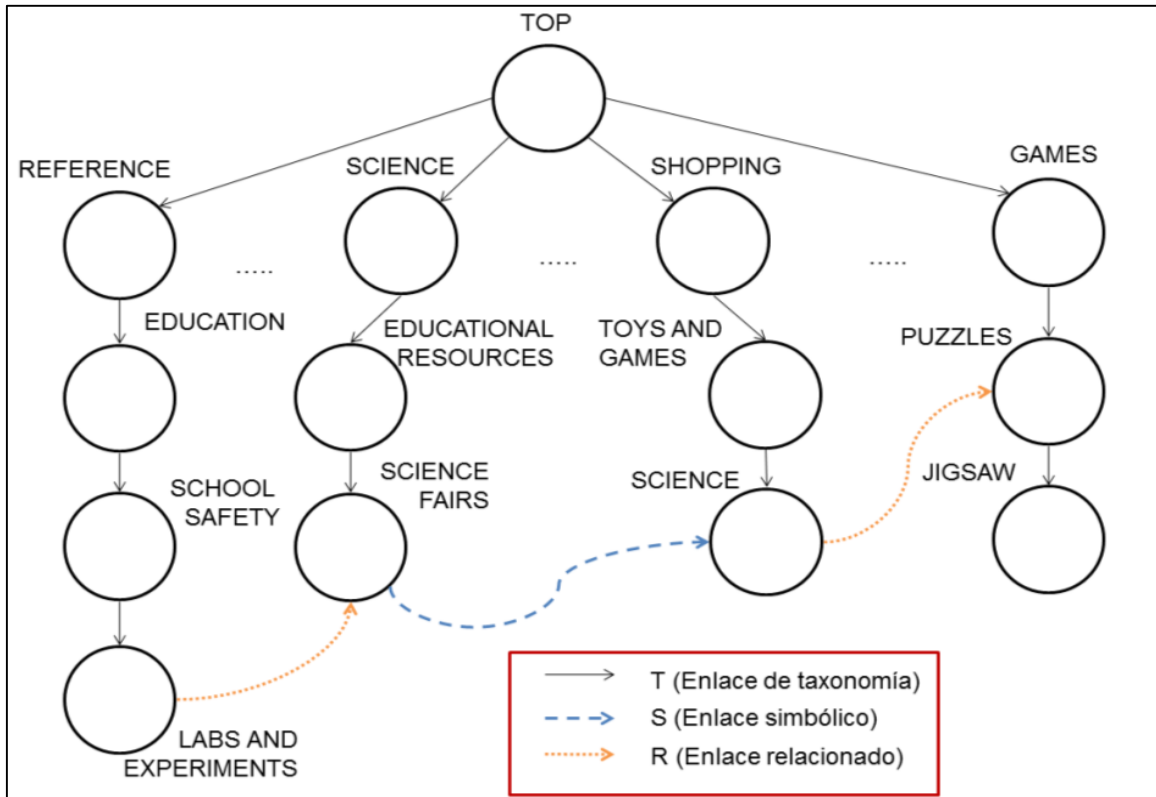 TOP
REFERENCE
SCIENCE
SHOPPING
GAMES
.....
.....
.....
EDUCATION
EDUCATIONAL
RESOURCES
TOYS AND
GAMES
PUZZLES
SCHOOL
SAFETY
SCIENCE
FAIRS
SCIENCE
JIGSAW
LABS AND
EXPERIMENTS
T (Enlace de taxonomía)
S (Enlace simbólico)
R (Enlace relacionado)